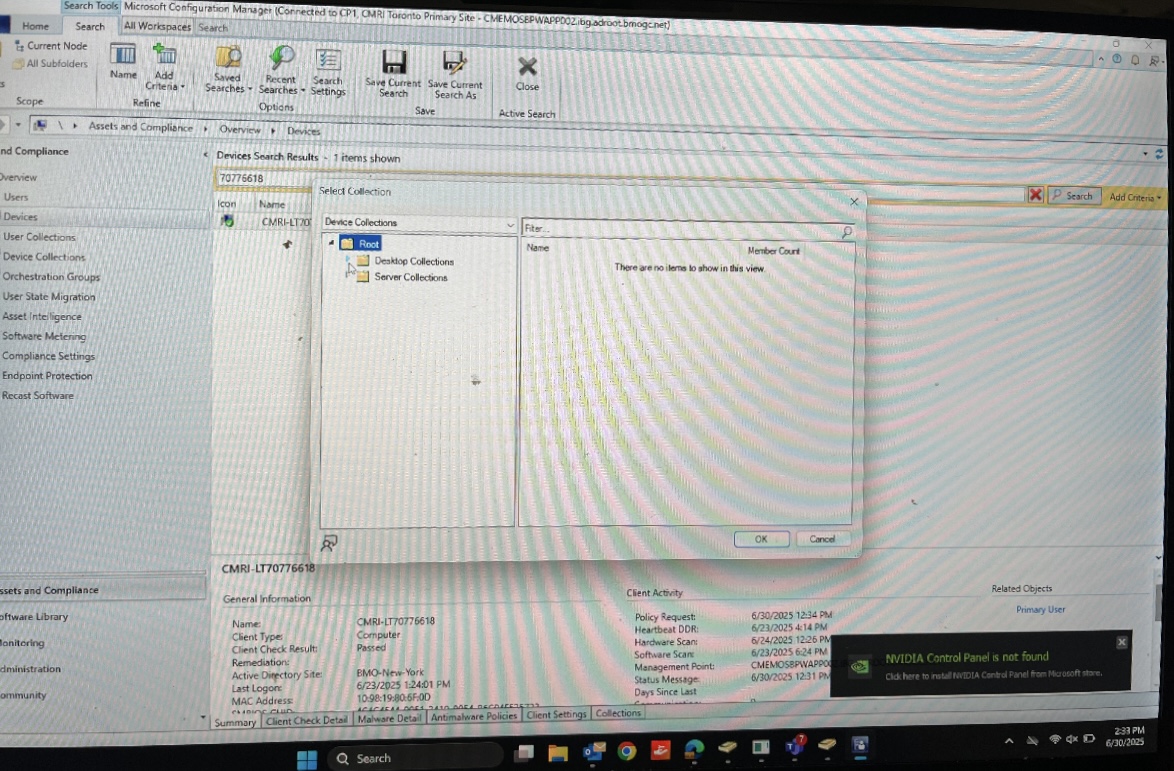 Search Tools Microsoft Configuration Manager (Connected to CP1, CMRI Toronto Primary Site - CMEMOSBPWAPP002.ibg.adroot.bmogc.net)
Home Search All Workspaces Search
Current Node
All Subfolders
Name
Add Criteria
Saved Searches
Recent Searches
Search Settings
Save Current Search
Save Current Search As
Close
Scope
Refine
Options
Save
Active Search
\ Assets and Compliance Overview Devices
nd Compliance
Overview
Users
Devices
User Collections
Device Collections
Orchestration Groups
User State Migration
Asset Intelligence
Software Metering
Compliance Settings
Endpoint Protection
Recast Software
Devices Search Results - 1 items shown
70776618
Search
Add Criteria
Icon Name
CMRI-LT70
Select Collection
Device Collections
Filter...
Root
Desktop Collections
Server Collections
Name Member Count
There are no items to show in this view.
OK Cancel
ssets and Compliance
oftware Library
onitoring
dministration
ommunity
CMRI-LT70776618
General Information
Name: CMRI-LT70776618
Client Type: Computer
Client Check Result: Passed
Remediation:
Active Directory Site: BMO-New-York
Last Logon: 6/23/2025 1:24:01 PM
MAC Address: 10:98:19:80:6F:0D
Client Activity
Policy Request: 6/30/2025 12:34 PM
Heartbeat DDR: 6/23/2025 4:14 PM
Hardware Scan: 6/24/2025 12:26 PM
Software Scan: 6/23/2025 6:24 PM
Management Point: CMEMOSBPWAPP00
Status Message: 6/30/2025 12:31 PM
Days Since Last
Related Objects
Primary User
NVIDIA Control Panel is not found
Click here to install NVIDIA Control Panel from Microsoft store.
Summary Client Check Detail Malware Detail Antimalware Policies Client Settings Collections
Search
7
2:33 PM
6/30/2025